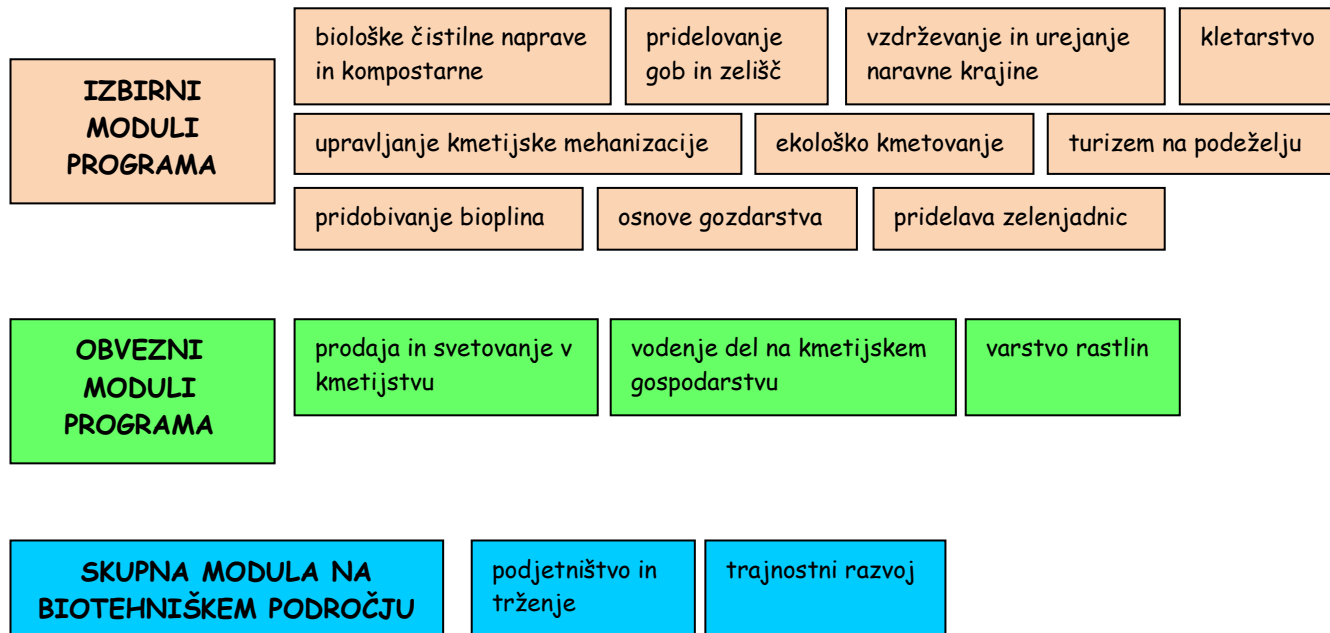 IZBIRNI
MODULI
PROGRAMA
biološke čistilne naprave
in kompostarne
pridelovanje
gob in zelišč
vzdrževanje in urejanje
naravne krajine
kletarstvo
upravljanje kmetijske mehanizacije
ekološko kmetovanje
turizem na podeželju
pridobivanje bioplina
osnove gozdarstva
pridelava zelenjadnic
OBVEZNI
MODULI
PROGRAMA
prodaja in svetovanje v
kmetijstvu
vodenje del na kmetijskem
gospodarstvu
varstvo rastlin
SKUPNA MODULA NA
BIOTEHNIŠKEM PODROČJU
podjetništvo in
trženje
trajnostni razvoj